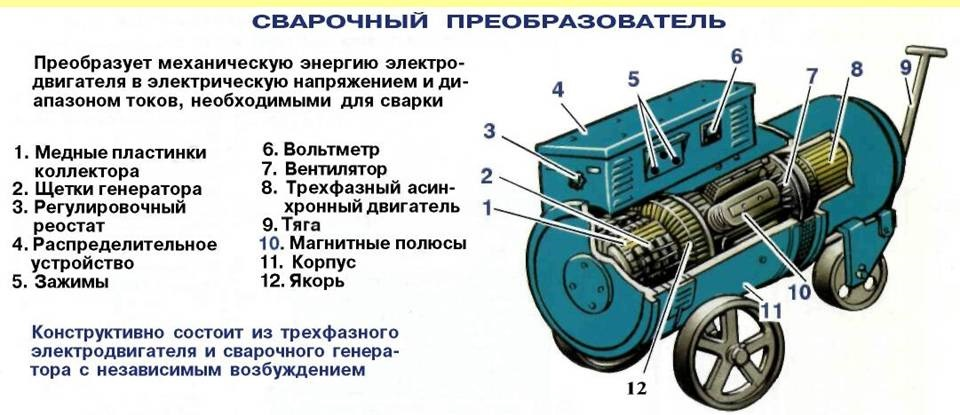 СВАРОЧНЫЙ ПРЕОБРАЗОВАТЕЛЬ
Преобразует механическую энергию электро-
двигателя в электрическую напряжением и ди-
апазоном токов, необходимыми для сварки
1. Медные пластинки
коллектора
2. Щетки генератора
3. Регулировочный
реостат
4. Распределительное
устройство
5. Зажимы
6. Вольтметр
7. Вентилятор
8. Трехфазный асин-
хронный двигатель
9. Тяга
10. Магнитные полюсы
11. Корпус
12. Якорь
Конструктивно состоит из трехфазного
электродвигателя и сварочного генера-
тора с независимым возбуждением
1
2
3
4
5
6
7
8
9
10
11
12